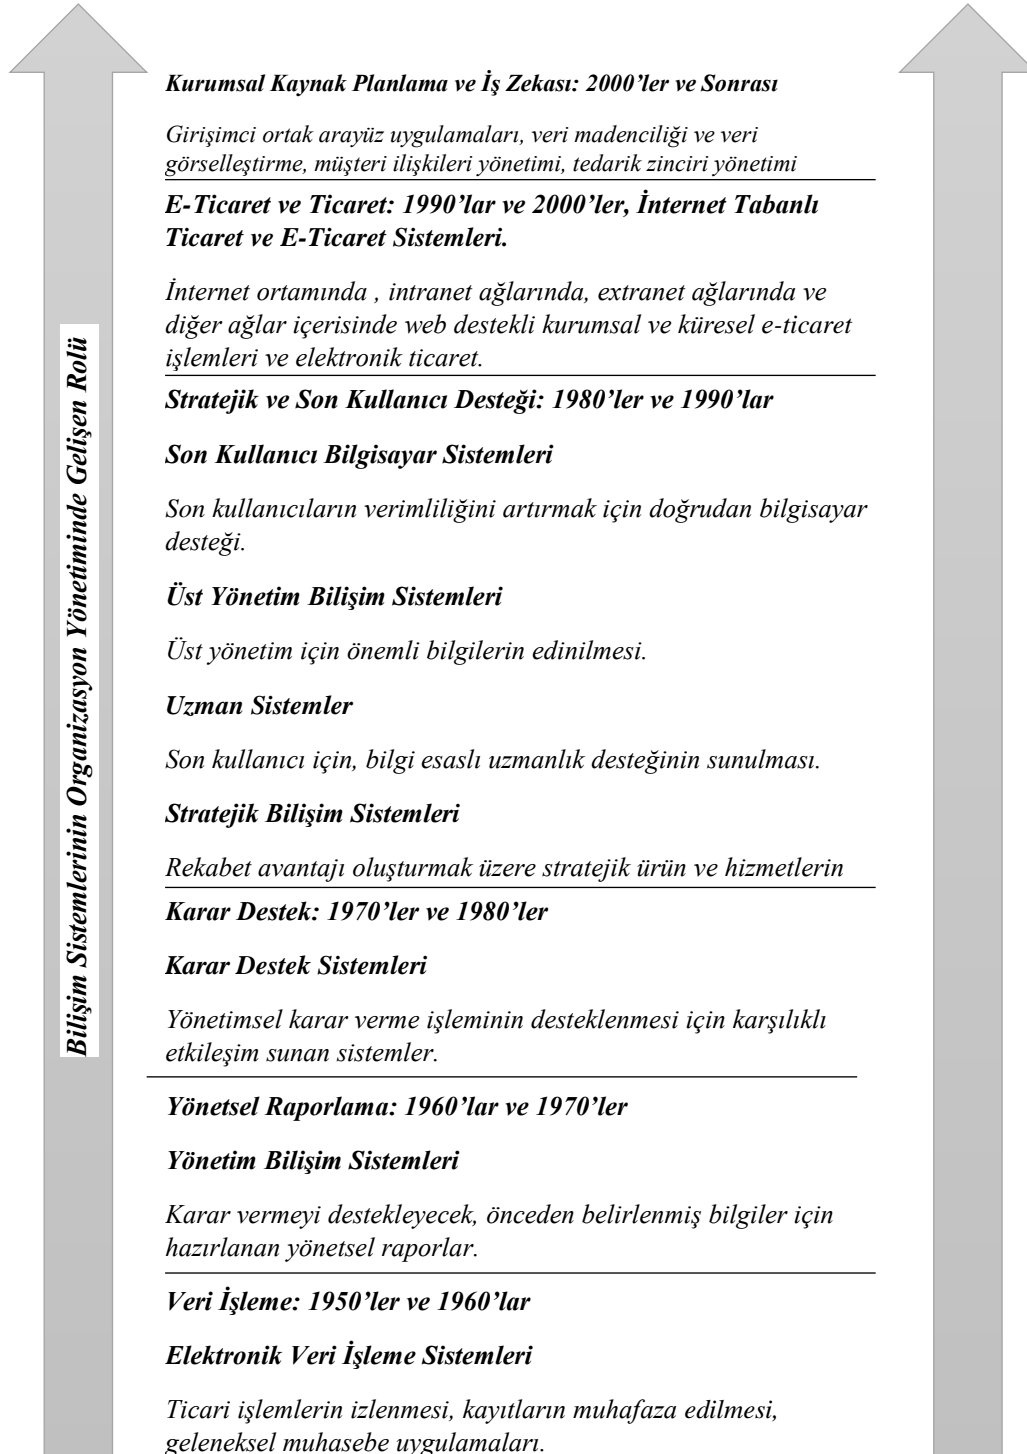 Kurumsal Kaynak Planlama ve İş Zekası: 2000’ler ve Sonrası
Girişimci ortak arayüz uygulamaları, veri madenciliği ve veri
görselleştirme, müşteri ilişkileri yönetimi, tedarik zinciri yönetimi
E-Ticaret ve Ticaret: 1990’lar ve 2000’ler, İnternet Tabanlı
Ticaret ve E-Ticaret Sistemleri.
İnternet ortamında , intranet ağlarında, extranet ağlarında ve
diğer ağlar içerisinde web destekli kurumsal ve küresel e-ticaret
işlemleri ve elektronik ticaret.
Stratejik ve Son Kullanıcı Desteği: 1980’ler ve 1990’lar
Son Kullanıcı Bilgisayar Sistemleri
Son kullanıcıların verimliliğini artırmak için doğrudan bilgisayar
desteği.
Üst Yönetim Bilişim Sistemleri
Üst yönetim için önemli bilgilerin edinilmesi.
Uzman Sistemler
Son kullanıcı için, bilgi esaslı uzmanlık desteğinin sunulması.
Stratejik Bilişim Sistemleri
Rekabet avantajı oluşturmak üzere stratejik ürün ve hizmetlerin
Karar Destek: 1970’ler ve 1980’ler
Karar Destek Sistemleri
Yönetimsel karar verme işleminin desteklenmesi için karşılıklı
etkileşim sunan sistemler.
Yönetsel Raporlama: 1960’lar ve 1970’ler
Yönetim Bilişim Sistemleri
Karar vermeyi destekleyecek, önceden belirlenmiş bilgiler için
hazırlanan yönetsel raporlar.
Veri İşleme: 1950’ler ve 1960’lar
Elektronik Veri İşleme Sistemleri
Ticari işlemlerin izlenmesi, kayıtların muhafaza edilmesi,
geleneksel muhasebe uygulamaları.
Bilişim Sistemlerinin Organizasyon Yönetiminde Gelişen Rolü